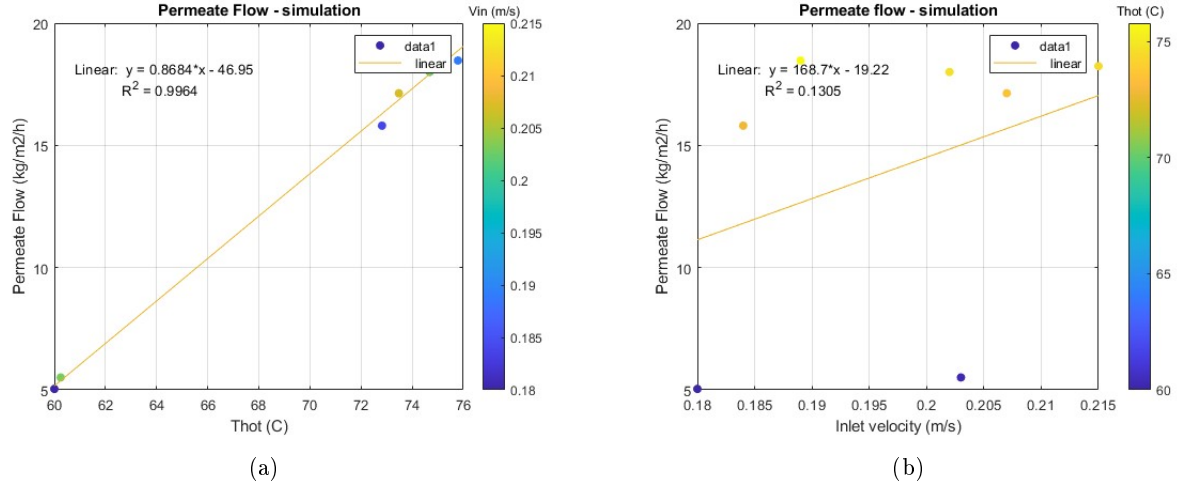 Permeate Flow - simulation
Vin (m/s)
data1
linear
Linear: y = 0.8684*x - 46.95
R2 = 0.9964
Permeate Flow (kg/m2/h)
20
15
10
5
60 62 64 66 68 70 72 74 76
Thot (C)
0.215
0.21
0.205
0.2
0.195
0.19
0.185
0.18
(a)
Permeate flow - simulation
Thot (C)
data1
linear
Linear: y = 168.7*x - 19.22
R2 = 0.1305
Permeate Flow (kg/m2/h)
20
15
10
5
0.18 0.185 0.19 0.195 0.2 0.205 0.21 0.215
Inlet velocity (m/s)
75
70
65
60
(b)